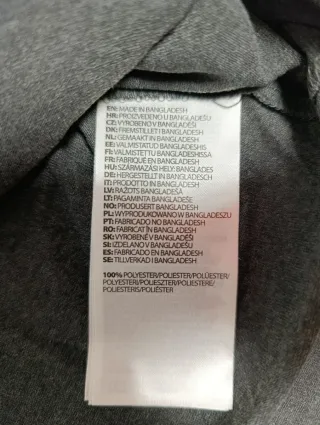 EN: MADE IN BANGLADESH
HR: PROIZVEDENO U BANGLADEŠU
CZ: VYROBENO V BANGLADÉŠI
DK: FREMSTILLET I BANGLADESH
NL: GEMAAKT IN BANGLADESH
EE: VALMISTATUD BANGLADESHIS
FI: VALMISTETTU BANGLADESHISSA
FR: FABRIQUÉ EN BANGLADESH
HU: SZÁRMAZÁSI HELY: BANGLADES
DE: HERGESTELLT IN BANGLADESCH
IT: PRODOTTO IN BANGLADESH
LV: RAŽOTS BANGLADEŠĀ
LT: PAGAMINTA BANGLADEŠE
NO: PRODUSERT BANGLADESH
PL: WYPRODUKOWANO W BANGLADESZU
PT: FABRICADO NO BANGLADESH
RO: FABRICAT ÎN BANGLADESH
SK: VYROBENÉ V BANGLADÉŠI
SI: IZDELANO V BANGLADEŠU
ES: FABRICADO EN BANGLADESH
SE: TILLVERKAD I BANGLADESH
100% POLYESTER/POLIESTER/POLÜESTER/
POLYESTERI/POLIESZTER/POLIESTERE/
POLIESTERIS/POLIÉSTER